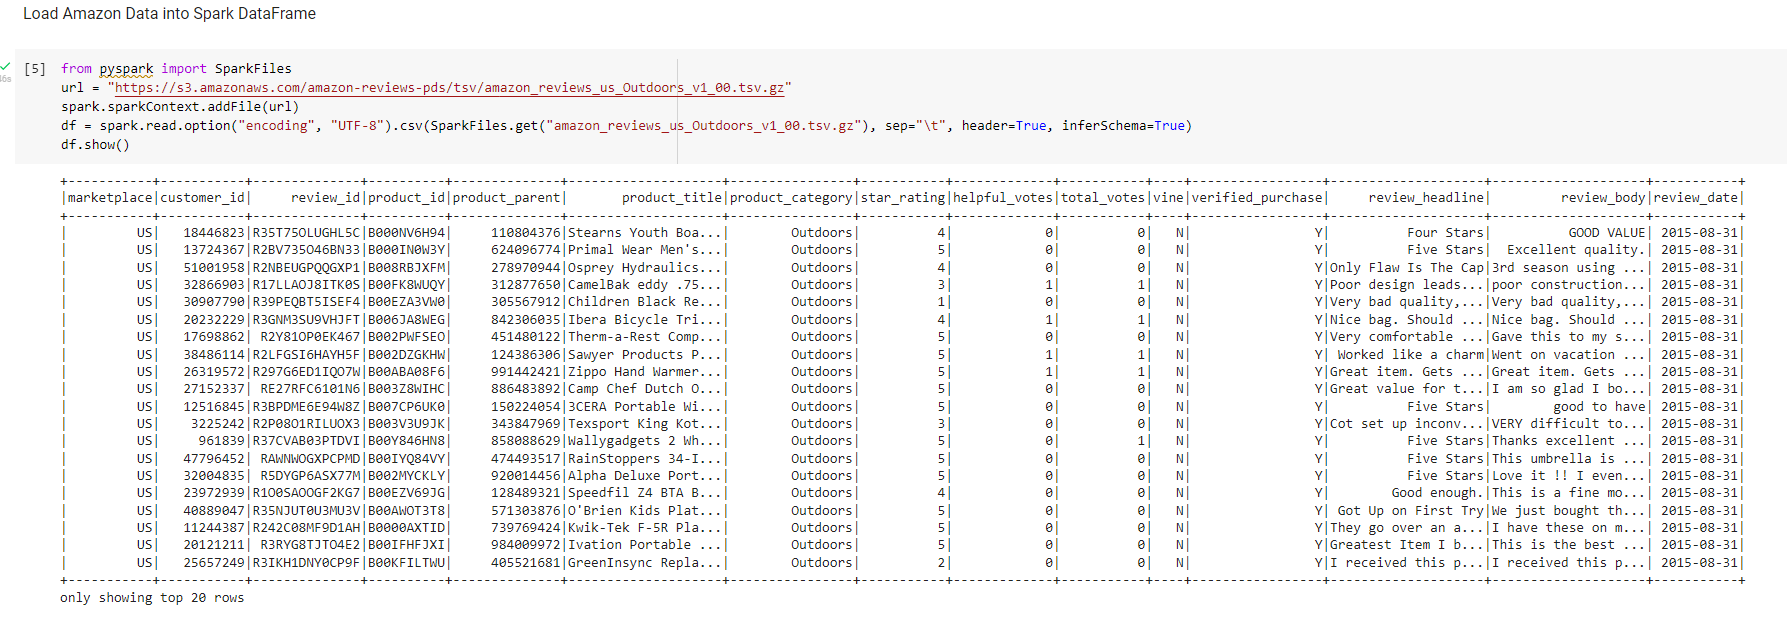 Load Amazon Data into Spark DataFrame
46s
[5] from pyspark import SparkFiles
url = "https://s3.amazonaws.com/amazon-reviews-pds/tsv/amazon_reviews_us_Outdoors_v1_00.tsv.gz"
spark.sparkContext.addFile(url)
df = spark.read.option("encoding", "UTF-8").csv(SparkFiles.get("amazon_reviews_us_Outdoors_v1_00.tsv.gz"), sep="\t", header=True, inferSchema=True)
df.show()
+-----------+-----------+--------------+----------+--------------+--------------------+----------------+-----------+-------------+-----------+----+-----------------+--------------------+--------------------+-----------+
|marketplace|customer_id|     review_id|product_id|product_parent|       product_title|product_category|star_rating|helpful_votes|total_votes|vine|verified_purchase|     review_headline|         review_body|review_date|
+-----------+-----------+--------------+----------+--------------+--------------------+----------------+-----------+-------------+-----------+----+-----------------+--------------------+--------------------+-----------+
|         US|   18446823|R35T75OLUGHL5C|B000NV6H94|     110804376|Stearns Youth Boa...|        Outdoors|          4|            0|          0|   N|                Y|          Four Stars|          GOOD VALUE| 2015-08-31|
|         US|   13724367|R2BV735O46BN33|B000IN0W3Y|     624096774|Primal Wear Men's...|        Outdoors|          5|            0|          0|   N|                Y|          Five Stars|  Excellent quality.| 2015-08-31|
|         US|   51001958|R2NBEUGPQQGXP1|B008RBJXFM|     278970944|Osprey Hydraulics...|        Outdoors|          4|            0|          0|   N|                Y|Only Flaw Is The Cap|3rd season using ...| 2015-08-31|
|         US|   32866903|R17LLAOJ8ITK0S|B00FK8WUQY|     312877650|CamelBak eddy .75...|        Outdoors|          3|            1|          1|   N|                Y|Poor design leads...|poor construction...| 2015-08-31|
|         US|   30907790|R39PEQBT5ISEF4|B00EZA3VW0|     305567912|Children Black Re...|        Outdoors|          1|            0|          0|   N|                Y|Very bad quality,...|Very bad quality,...| 2015-08-31|
|         US|   20232229|R3GNM3SU9VHJFT|B006JA8WEG|     842306035|Ibera Bicycle Tri...|        Outdoors|          4|            1|          1|   N|                Y|Nice bag. Should ...|Nice bag. Should ...| 2015-08-31|
|         US|   17698862| R2Y81OP0EK467|B002PWFSEO|     451480122|Therm-a-Rest Comp...|        Outdoors|          5|            0|          0|   N|                Y|Very comfortable ...|Gave this to my s...| 2015-08-31|
|         US|   38486114|R2LFGSI6HAYH5F|B002DZGKHW|     124386306|Sawyer Products P...|        Outdoors|          5|            1|          1|   N|                Y| Worked like a charm|Went on vacation ...| 2015-08-31|
|         US|   26319572|R297G6ED1IQO7W|B00ABA08F6|     991442421|Zippo Hand Warmer...|        Outdoors|          5|            1|          1|   N|                Y|Great item. Gets ...|Great item. Gets ...| 2015-08-31|
|         US|   27152337| RE27RFC6101N6|B003Z8WIHC|     886483892|Camp Chef Dutch O...|        Outdoors|          5|            0|          0|   N|                Y|Great value for t...|I am so glad I bo...| 2015-08-31|
|         US|   12516845|R3BPDME6E94W8Z|B007CP6UK0|     150224054|3CERA Portable Wi...|        Outdoors|          5|            0|          0|   N|                Y|          Five Stars|        good to have| 2015-08-31|
|         US|    3225242|R2P08O1RILUOX3|B003V3U9JK|     343847969|Texsport King Kot...|        Outdoors|          3|            0|          0|   N|                Y|Cot set up inconv...|VERY difficult to...| 2015-08-31|
|         US|     961839|R37CVAB03PTDVI|B00Y846HN8|     858088629|Wallygadgets 2 Wh...|        Outdoors|          5|            0|          1|   N|                Y|          Five Stars|Thanks excellent ...| 2015-08-31|
|         US|   47796452| RAWNWOGXPCPMD|B00IYQ84VY|     474493517|RainStoppers 34-I...|        Outdoors|          5|            0|          0|   N|                Y|          Five Stars|This umbrella is ...| 2015-08-31|
|         US|   32004835| R5DYGP6ASX77M|B002MYCKLY|     920014456|Alpha Deluxe Port...|        Outdoors|          5|            0|          0|   N|                Y|          Five Stars|Love it !! I even...| 2015-08-31|
|         US|   23972939|R1O0SAOOGF2KG7|B00EZV69JG|     128489321|Speedfil Z4 BTA B...|        Outdoors|          4|            0|          0|   N|                Y|        Good enough.|This is a fine mo...| 2015-08-31|
|         US|   40889047|R35NJUT0U3MU3V|B00AWOT3T8|     571303876|O'Brien Kids Plat...|        Outdoors|          5|            0|          0|   N|                Y| Got Up on First Try|We just bought th...| 2015-08-31|
|         US|   11244387|R242C08MF9D1AH|B0000AXTID|     739769424|Kwik-Tek F-5R Pla...|        Outdoors|          5|            0|          0|   N|                Y|They go over an a...|I have these on m...| 2015-08-31|
|         US|   20121211| R3RYG8TJTO4E2|B00IFHFJXI|     984009972|Ivation Portable ...|        Outdoors|          5|            0|          0|   N|                Y|Greatest Item I b...|This is the best ...| 2015-08-31|
|         US|   25657249|R3IKH1DNY0CP9F|B00KFILTWU|     405521681|GreenInsync Repla...|        Outdoors|          2|            0|          0|   N|                Y|I received this p...|I received this p...| 2015-08-31|
+-----------+-----------+--------------+----------+--------------+--------------------+----------------+-----------+-------------+-----------+----+-----------------+--------------------+--------------------+-----------+
only showing top 20 rows